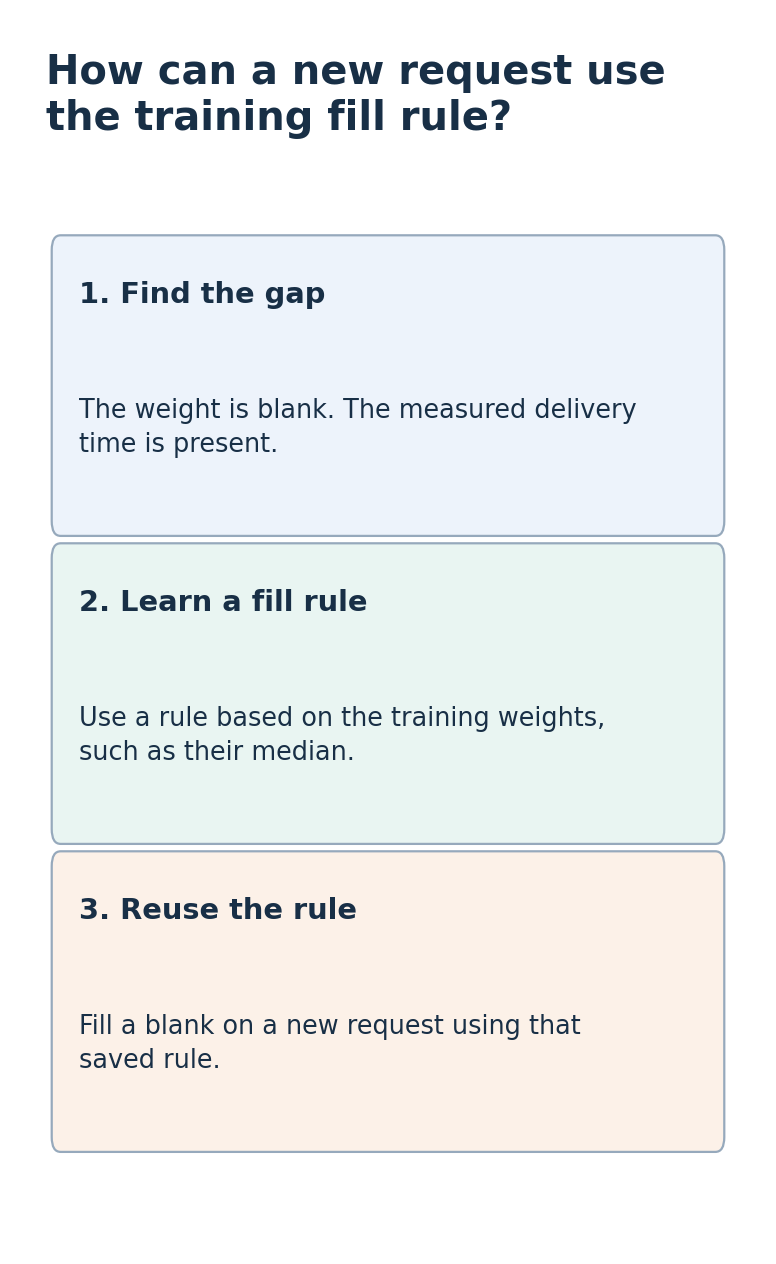 How can a new request use
the training fill rule?
1. Find the gap
The weight is blank. The measured delivery
time is present.
2. Learn a fill rule
Use a rule based on the training weights,
such as their median.
3. Reuse the rule
Fill a blank on a new request using that
saved rule.